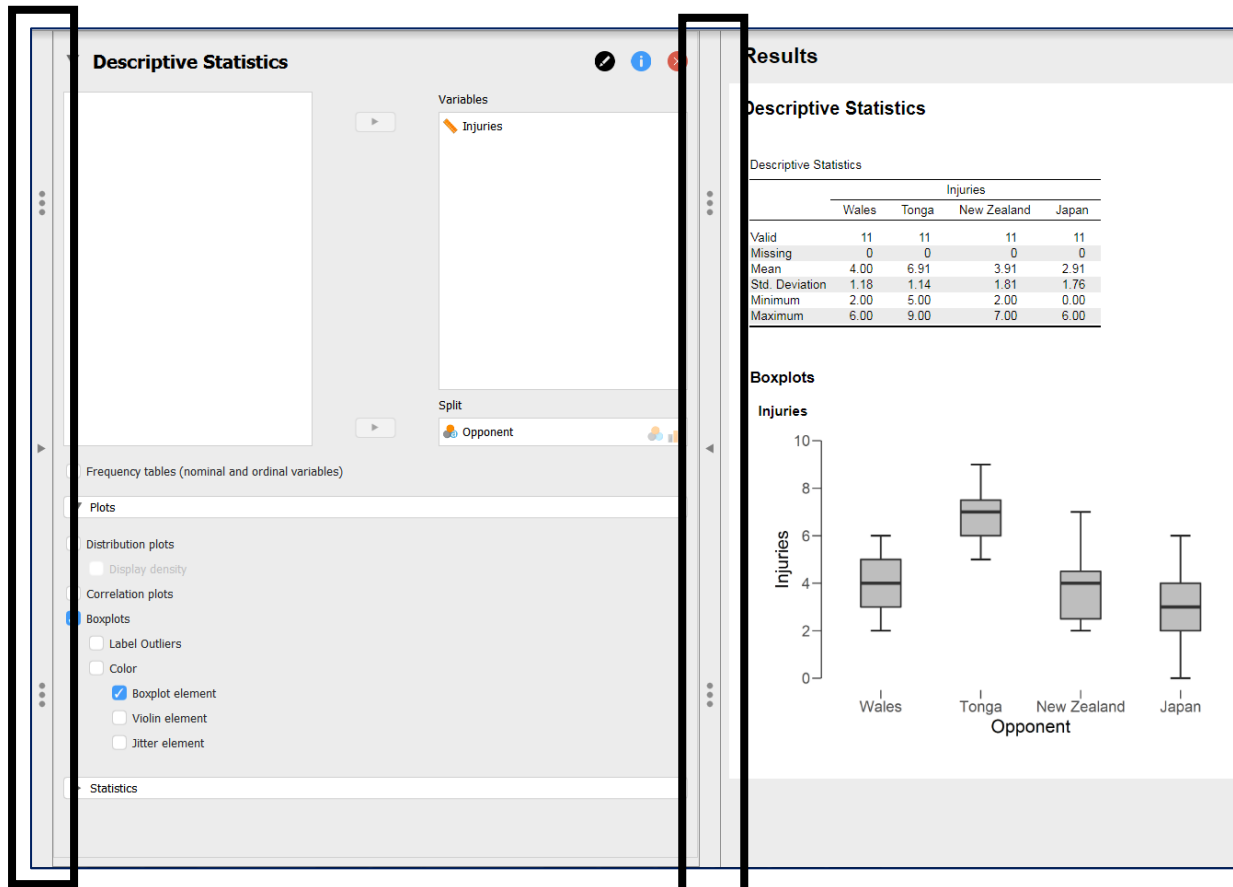 Descriptive Statistics
Variables
Injuries
Split
Opponent
Frequency tables (nominal and ordinal variables)
Plots
Distribution plots
Display density
Correlation plots
Boxplots
Label Outliers
Color
Boxplot element
Violin element
Jitter element
Statistics
Results
Descriptive Statistics
Descriptive Statistics
Injuries
Wales Tonga New Zealand Japan
Valid 11 11 11 11
Missing 0 0 0 0
Mean 4.00 6.91 3.91 2.91
Std. Deviation 1.18 1.14 1.81 1.76
Minimum 2.00 5.00 2.00 0.00
Maximum 6.00 9.00 7.00 6.00
Boxplots
Injuries
10
8
6
4
2
0
Injuries
Wales Tonga New Zealand Japan
Opponent